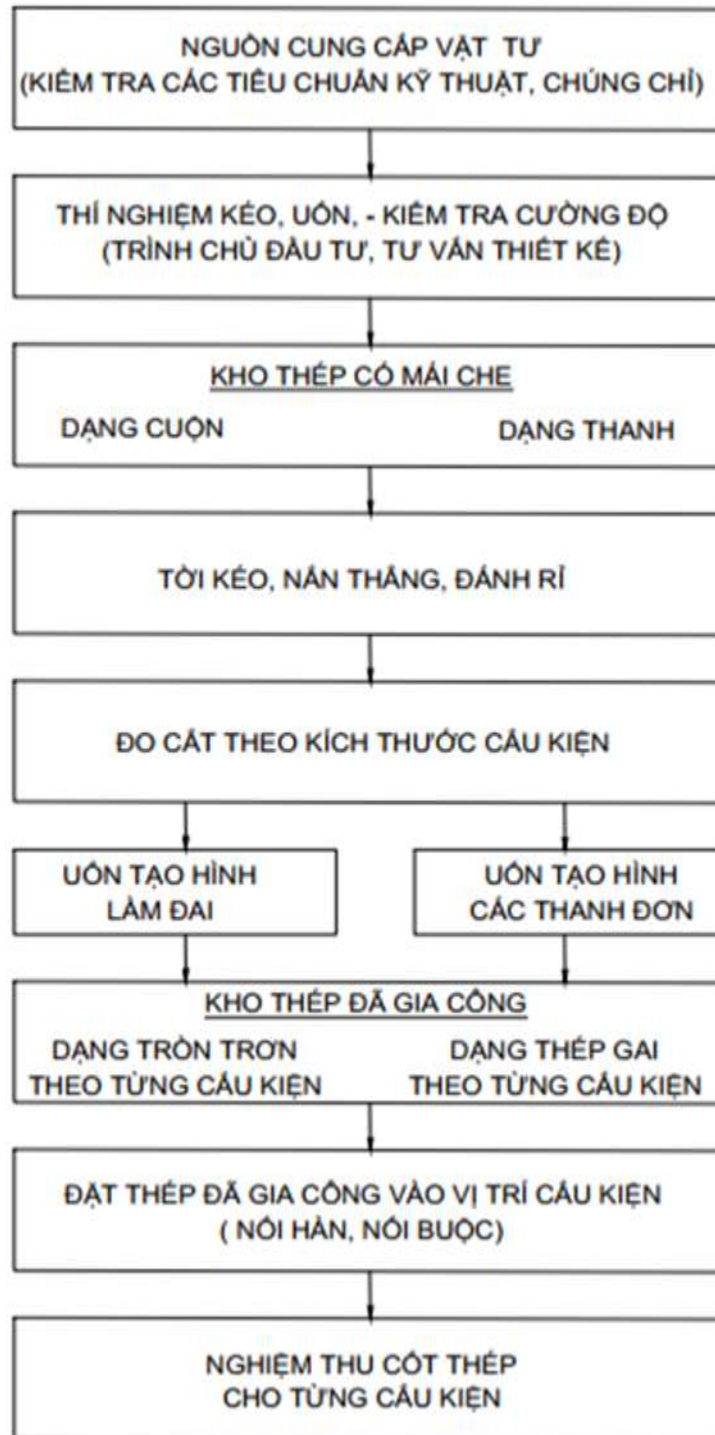 NGUỒN CUNG CẤP VẬT TƯ
(KIỂM TRA CÁC TIÊU CHUẨN KỸ THUẬT, CHỨNG CHỈ)
THÍ NGHIỆM KÉO, UỐN, - KIỂM TRA CƯỜNG ĐỘ
(TRÌNH CHỦ ĐẦU TƯ, TƯ VẤN THIẾT KẾ)
KHO THÉP CÓ MÁI CHE
DẠNG CUỘN DẠNG THANH
TỜI KÉO, NẮN THẲNG, ĐÁNH RỈ
ĐO CẮT THEO KÍCH THƯỚC CẤU KIỆN
UỐN TẠO HÌNH
LÀM ĐAI
UỐN TẠO HÌNH
CÁC THANH ĐƠN
KHO THÉP ĐÃ GIA CÔNG
DẠNG TRÒN TRƠN
THEO TỪNG CẤU KIỆN
DẠNG THÉP GAI
THEO TỪNG CẤU KIỆN
ĐẶT THÉP ĐÃ GIA CÔNG VÀO VỊ TRÍ CẤU KIỆN
( NỐI HÀN, NỐI BUỘC)
NGHIỆM THU CỐT THÉP
CHO TỪNG CẤU KIỆN